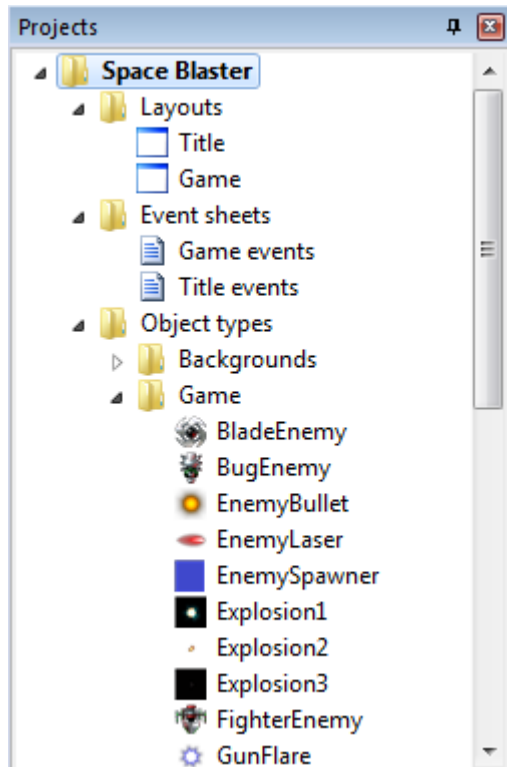 Projects
Space Blaster
Layouts
Title
Game
Event sheets
Game events
Title events
Object types
Backgrounds
Game
BladeEnemy
BugEnemy
EnemyBullet
EnemyLaser
EnemySpawner
Explosion1
Explosion2
Explosion3
FighterEnemy
GunFlare